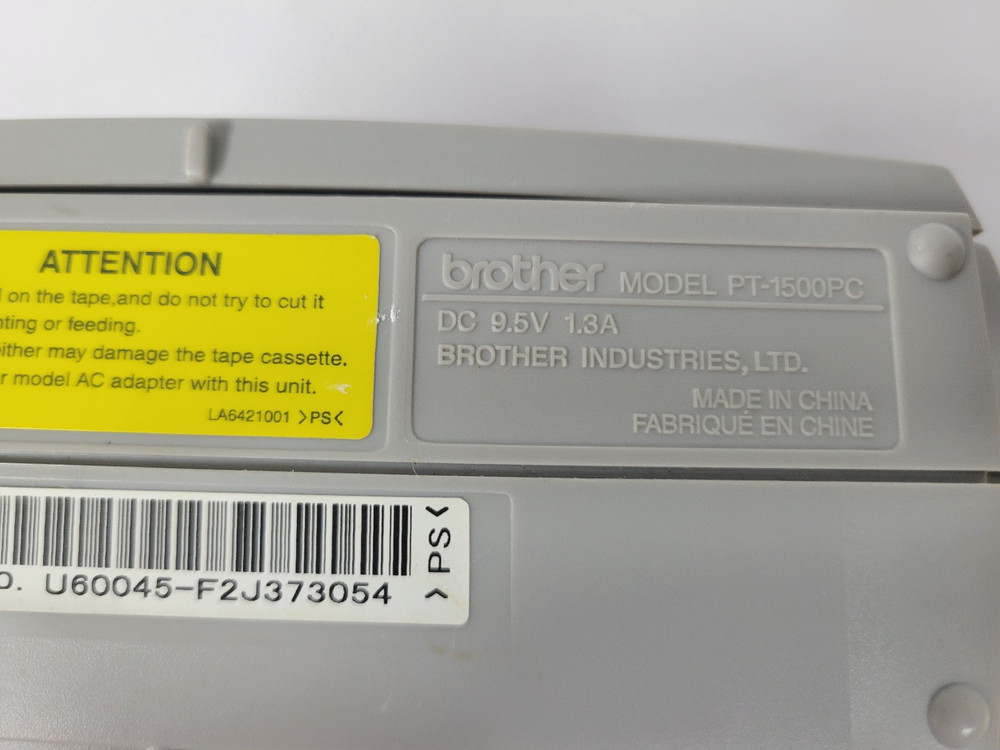 ATTENTION
on the tape,and do not try to cut it
or feeding.
may damage the tape cassette.
model AC adapter with this unit.
LA6421001 >PS<
brother MODEL PT-1500PC
DC 9.5V 1.3A
BROTHER INDUSTRIES, LTD.
MADE IN CHINA
FABRIQUÉ EN CHINE
U60045-F2J373054
>PS<